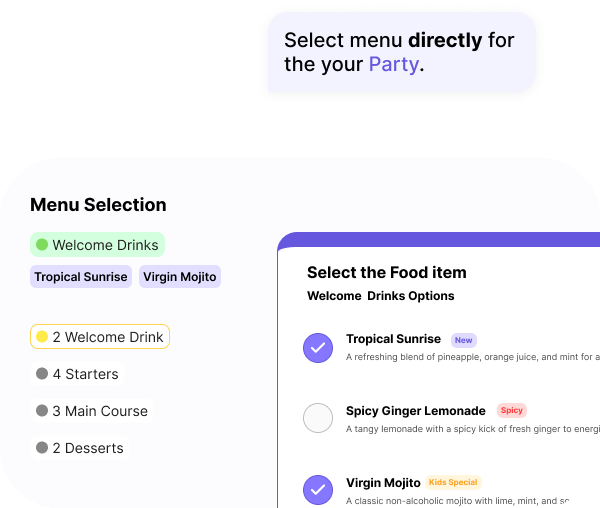 Select menu directly for
the your Party.
Menu Selection
Welcome Drinks
Tropical Sunrise Virgin Mojito
2 Welcome Drink
4 Starters
3 Main Course
2 Desserts
Select the Food item
Welcome Drinks Options
Tropical Sunrise New
A refreshing blend of pineapple, orange juice, and mint for a
Spicy Ginger Lemonade Spicy
A tangy lemonade with a spicy kick of fresh ginger to energi
Virgin Mojito Kids Special
A classic non-alcoholic mojito with lime, mint, and